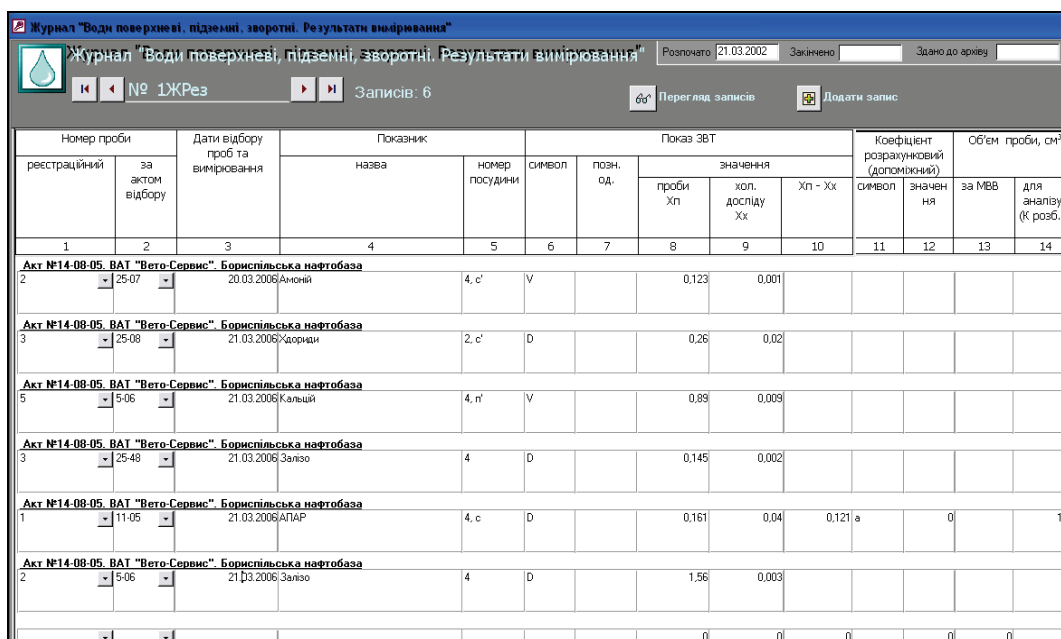 Журнал "Води поверхневі, підземні, зворотні. Результати вимірювання"
Журнал "Води поверхневі, підземні, зворотні. Результати вимірювання" Розпочато 21.03.2002 Закінчено Здано до архіву
№ 1ЖРез Записів: 6 Перегляд записів Додати запис
Номер проби Дати відбору проб та вимірювання Показник Показ ЗВТ Коефіцієнт розрахунковий (допоміжний) Об'єм проби, см³
реєстраційний за актом відбору назва номер посудини символ позн. од. значення символ значення за МВВ для аналізу (К розб.
проби Хп хол. досліду Хх Хп - Хх
1 2 3 4 5 6 7 8 9 10 11 12 13 14
Акт №14-08-05. ВАТ "Вето-Сервис". Бориспільська нафтобаза
2 25-07 20.03.2006 Амоній 4, с' V 0,123 0,001
Акт №14-08-05. ВАТ "Вето-Сервис". Бориспільська нафтобаза
3 25-08 21.03.2006 Хдориди 2, с' D 0,26 0,02
Акт №14-08-05. ВАТ "Вето-Сервис". Бориспільська нафтобаза
5 5-06 21.03.2006 Кальцій 4, п' V 0,89 0,009
Акт №14-08-05. ВАТ "Вето-Сервис". Бориспільська нафтобаза
3 25-48 21.03.2006 Залізо 4 D 0,145 0,002
Акт №14-08-05. ВАТ "Вето-Сервис". Бориспільська нафтобаза
1 11-05 21.03.2006 АПАР 4, с D 0,161 0,04 0,121 а 0 1
Акт №14-08-05. ВАТ "Вето-Сервис". Бориспільська нафтобаза
2 5-06 21.03.2006 Залізо 4 D 1,56 0,003
0 0 0 0 0